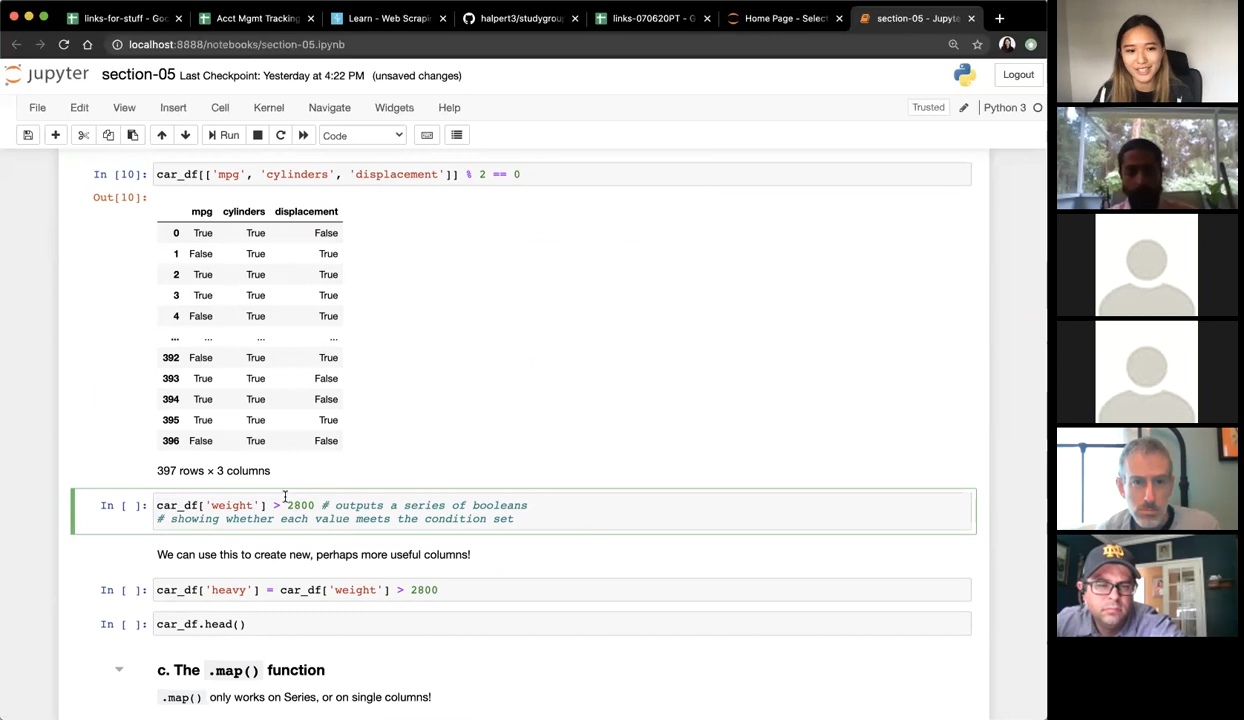 links-for-stuff - Goo
Acct Mgmt Tracking
Learn - Web Scrapin
halpert3/studygroup
links-070620PT - G
Home Page - Select
section-05 - Jupyte
localhost:8888/notebooks/section-05.ipynb
jupyter section-05 Last Checkpoint: Yesterday at 4:22 PM (unsaved changes)
Logout
File Edit View Insert Cell Kernel Navigate Widgets Help
Trusted Python 3
Run Code
In [10]: car_df[['mpg', 'cylinders', 'displacement']] % 2 == 0
Out[10]:
mpg cylinders displacement
0 True True False
1 False True True
2 True True True
3 True True True
4 False True True
... ... ... ...
392 False True True
393 True True False
394 True True False
395 True True True
396 False True False
397 rows × 3 columns
In [ ]: car_df['weight'] > 2800 # outputs a series of booleans
# showing whether each value meets the condition set
We can use this to create new, perhaps more useful columns!
In [ ]: car_df['heavy'] = car_df['weight'] > 2800
In [ ]: car_df.head()
c. The .map() function
.map() only works on Series, or on single columns!